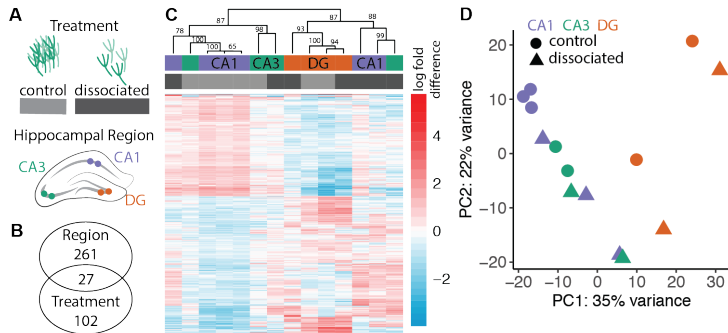 A
Treatment
control
dissociated
Hippocampal Region
CA3
CA1
DG
B
Region
261
27
Treatment
102
C
87
88
78
100
98
93
99
100
65
100
94
CA1
CA3
DG
CA1
log fold
difference
6
4
2
0
−2
D
CA1 CA3 DG
control
dissociated
PC2: 22% variance
20
10
0
−10
−20
−20
−10
0
10
20
30
PC1: 35% variance